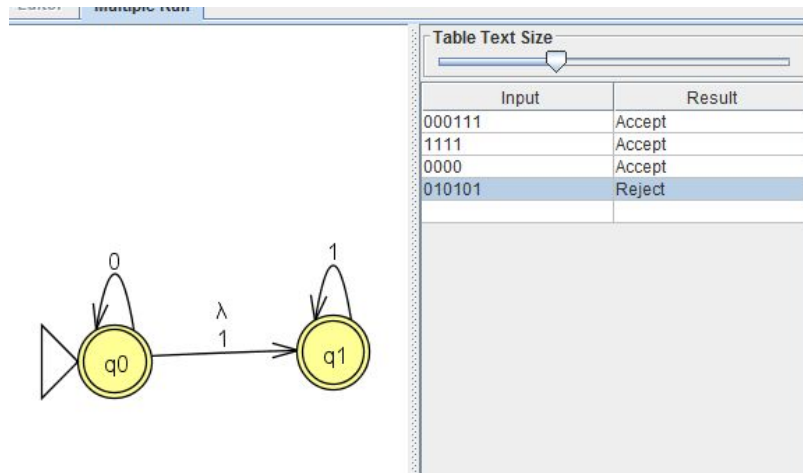 Editor Multiple Run
Table Text Size
Input Result
000111 Accept
1111 Accept
0000 Accept
010101 Reject
0
1
λ
1
q0
q1